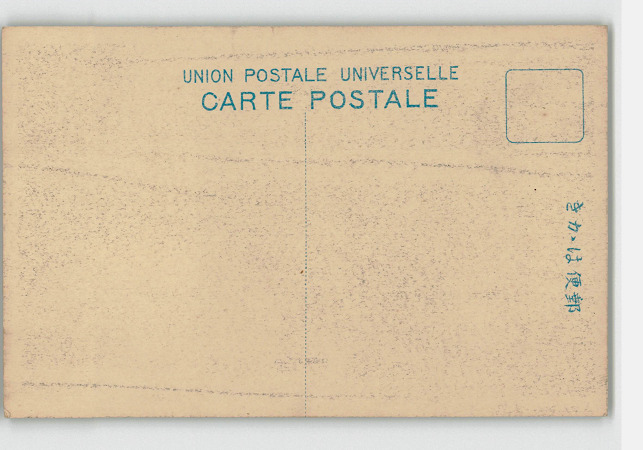 UNION POSTALE UNIVERSELLE
CARTE POSTALE
郵便はがき